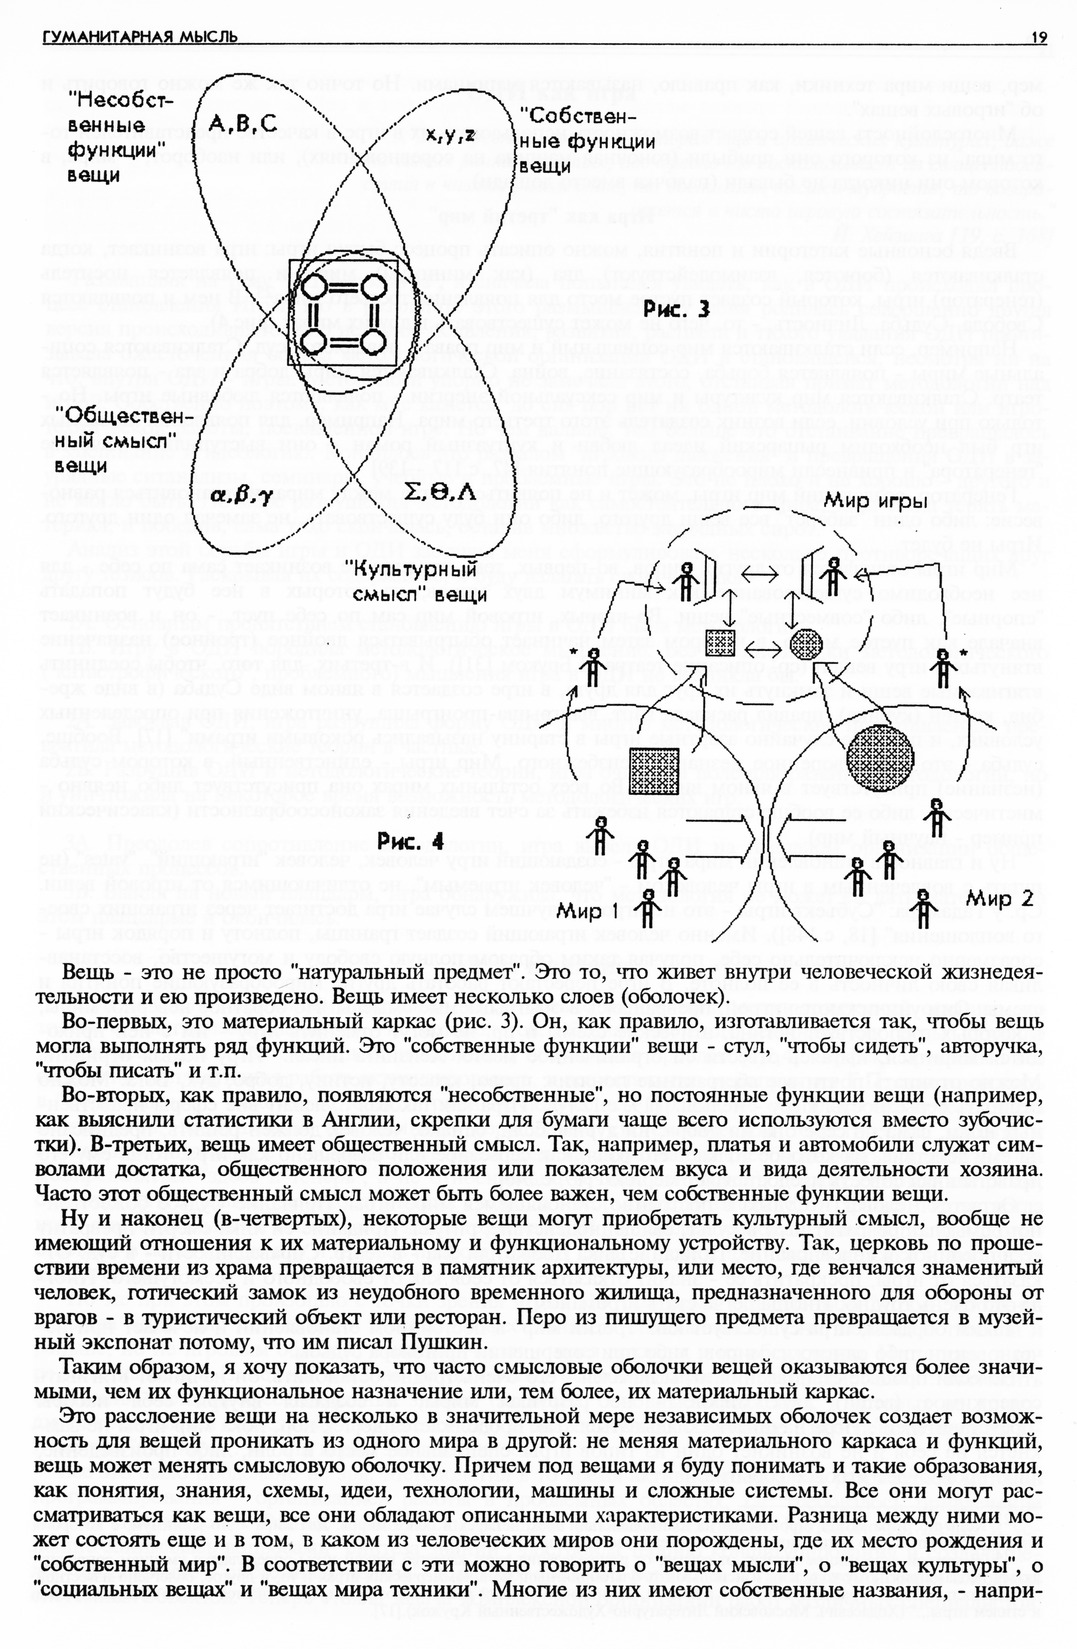 ГУМАНИТАРНАЯ МЫСЛЬ 19
"Несобст-
венные
функции"
вещи
А,В,С
x,y,z
"Собствен-
ные функции
вещи
Рис. 3
"Обществен-
ный смысл"
вещи
α,β,γ
Σ,Θ,Λ
"Культурный
смысл" вещи
Мир игры
*
*
Рис. 4
Мир 1
Мир 2
Вещь - это не просто "натуральный предмет". Это то, что живет внутри человеческой жизнедея-
тельности и ею произведено. Вещь имеет несколько слоев (оболочек).
Во-первых, это материальный каркас (рис. 3). Он, как правило, изготавливается так, чтобы вещь
могла выполнять ряд функций. Это "собственные функции" вещи - стул, "чтобы сидеть", авторучка,
"чтобы писать" и т.п.
Во-вторых, как правило, появляются "несобственные", но постоянные функции вещи (например,
как выяснили статистики в Англии, скрепки для бумаги чаще всего используются вместо зубочис-
тки). В-третьих, вещь имеет общественный смысл. Так, например, платья и автомобили служат сим-
волами достатка, общественного положения или показателем вкуса и вида деятельности хозяина.
Часто этот общественный смысл может быть более важен, чем собственные функции вещи.
Ну и наконец (в-четвертых), некоторые вещи могут приобретать культурный смысл, вообще не
имеющий отношения к их материальному и функциональному устройству. Так, церковь по проше-
ствии времени из храма превращается в памятник архитектуры, или место, где венчался знаменитый
человек, готический замок из неудобного временного жилища, предназначенного для обороны от
врагов - в туристический объект или ресторан. Перо из пишущего предмета превращается в музей-
ный экспонат потому, что им писал Пушкин.
Таким образом, я хочу показать, что часто смысловые оболочки вещей оказываются более значи-
мыми, чем их функциональное назначение или, тем более, их материальный каркас.
Это расслоение вещи на несколько в значительной мере независимых оболочек создает возмож-
ность для вещей проникать из одного мира в другой: не меняя материального каркаса и функций,
вещь может менять смысловую оболочку. Причем под вещами я буду понимать и такие образования,
как понятия, знания, схемы, идеи, технологии, машины и сложные системы. Все они могут рас-
сматриваться как вещи, все они обладают описанными характеристиками. Разница между ними мо-
жет состоять еще и в том, в каком из человеческих миров они порождены, где их место рождения и
"собственный мир". В соответствии с эти можно говорить о "вещах мысли", о "вещах культуры", о
"социальных вещах" и "вещах мира техники". Многие из них имеют собственные названия, - напри-